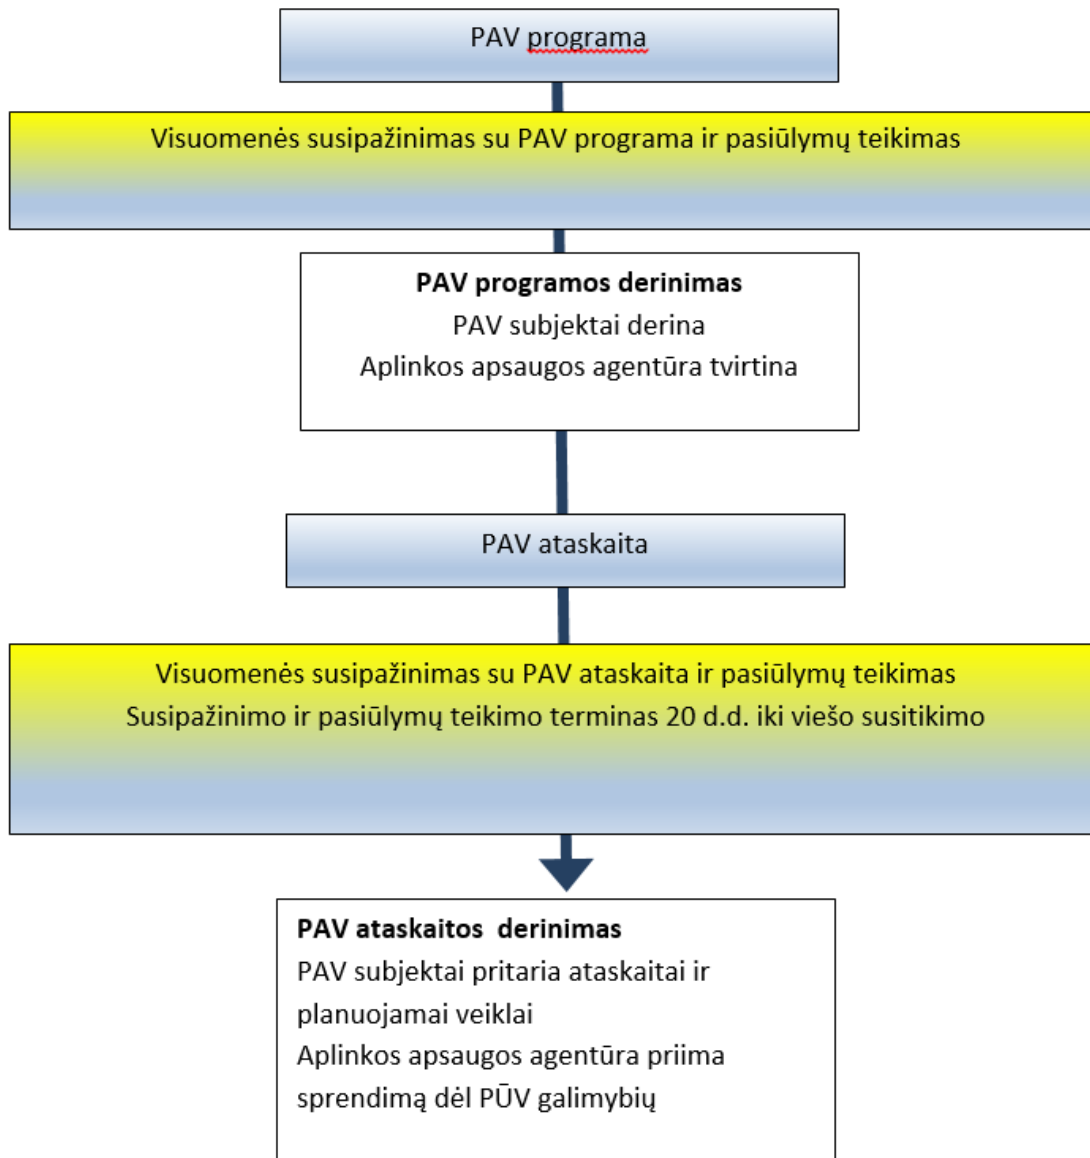 PAV programa
Visuomenės susipažinimas su PAV programa ir pasiūlymų teikimas
PAV programos derinimas
PAV subjektai derina
Aplinkos apsaugos agentūra tvirtina
PAV ataskaita
Visuomenės susipažinimas su PAV ataskaita ir pasiūlymų teikimas
Susipažinimo ir pasiūlymų teikimo terminas 20 d.d. iki viešo susitikimo
PAV ataskaitos  derinimas
PAV subjektai pritaria ataskaitai ir
planuojamai veiklai
Aplinkos apsaugos agentūra priima
sprendimą dėl PŪV galimybių